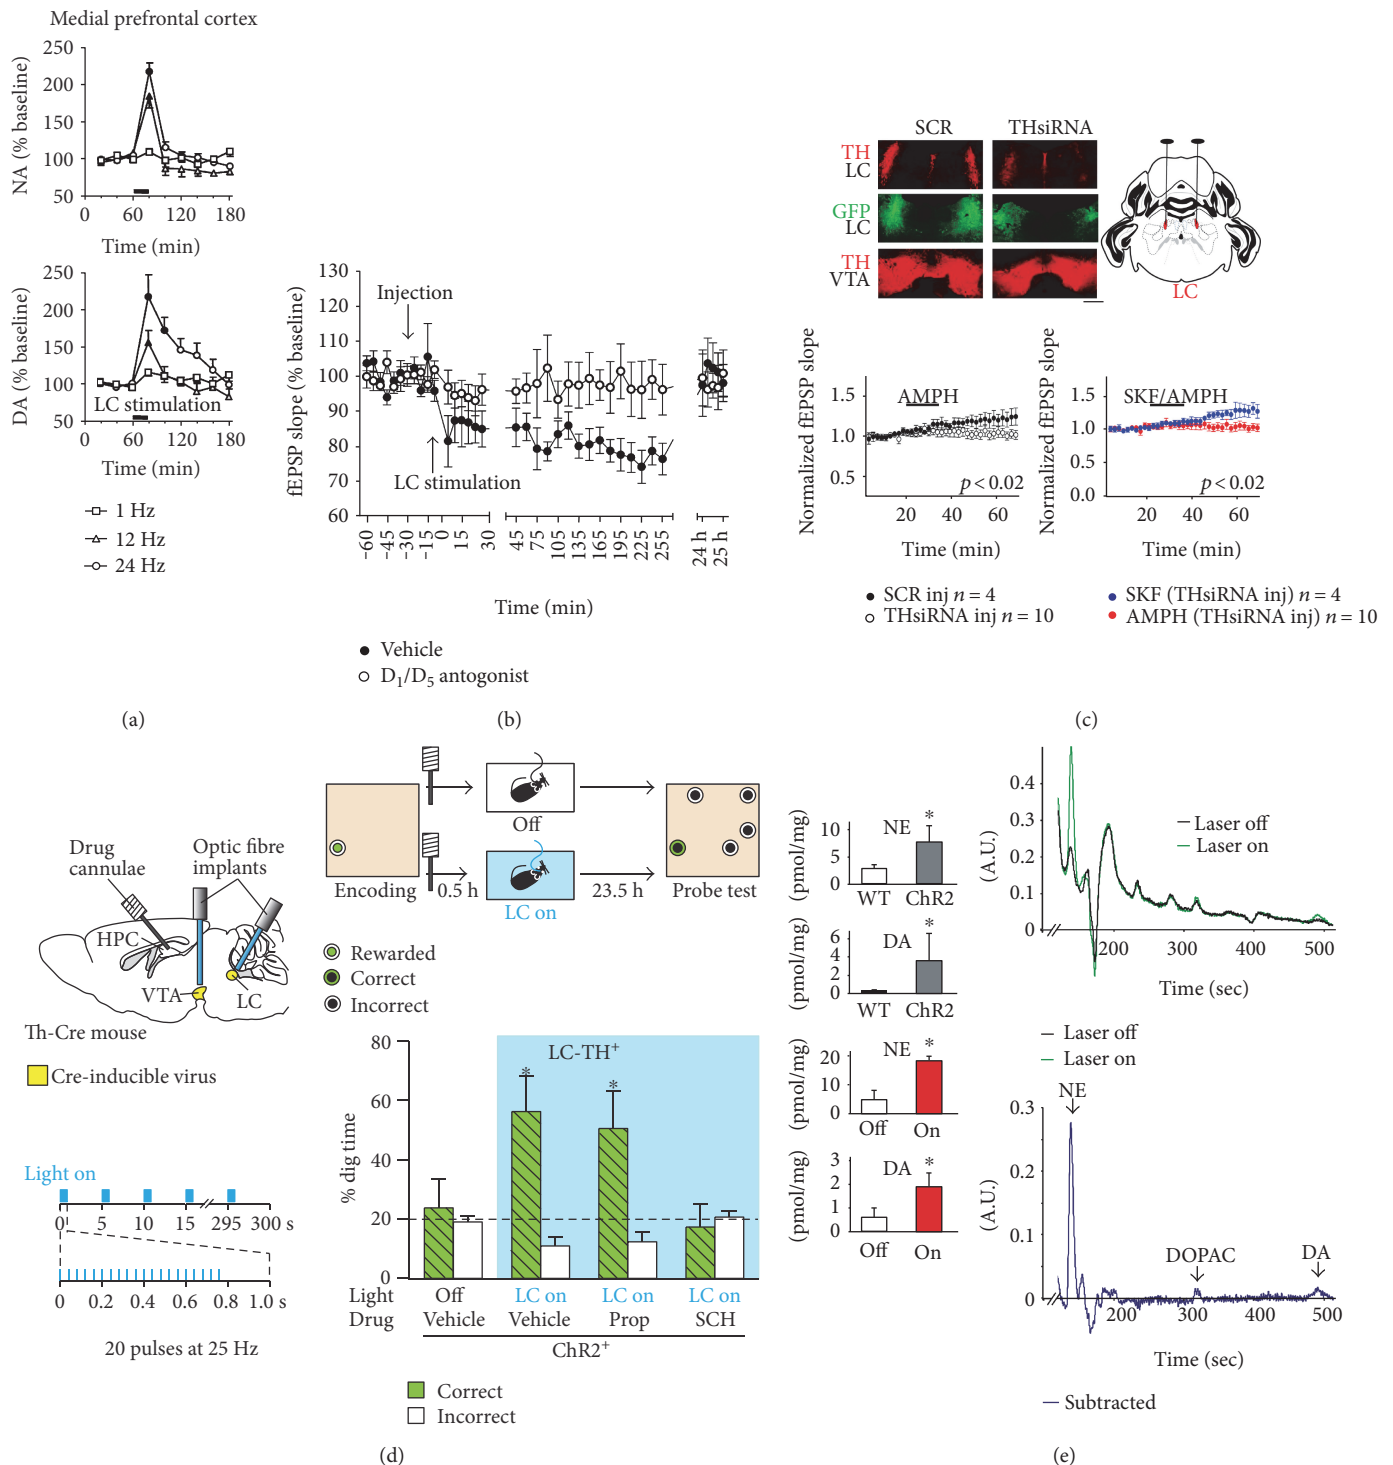 Medial prefrontal cortex
NA (% baseline)
250
200
150
100
50
0 60 120 180
Time (min)
DA (% baseline)
250
200
150
100
50
LC stimulation
0 60 120 180
Time (min)
1 Hz
12 Hz
24 Hz
(a)
fEPSP slope (% baseline)
130
120
110
100
90
80
70
60
Injection
LC stimulation
−60 −45 −30 −15 0 15 30 45 75 105 135 165 195 225 255 24 h 25 h
Time (min)
Vehicle
D1/D5 antogonist
(b)
SCR THsiRNA
TH
LC
GFP
LC
TH
VTA
LC
Normalized fEPSP slope
1.5
1.0
0.5
AMPH
p < 0.02
20 40 60
Time (min)
SCR inj n = 4
THsiRNA inj n = 10
Normalized fEPSP slope
1.5
1.0
0.0
SKF/AMPH
p < 0.02
20 40 60
Time (min)
SKF (THsiRNA inj) n = 4
AMPH (THsiRNA inj) n = 10
(c)
Drug
cannulae
Optic fibre
implants
HPC
VTA
LC
Th-Cre mouse
Cre-inducible virus
Light on
0 5 10 15 295 300 s
0 0.2 0.4 0.6 0.8 1.0 s
20 pulses at 25 Hz
Off
Encoding 0.5 h 23.5 h Probe test
LC on
Rewarded
Correct
Incorrect
% dig time
80
60
40
20
0
LC-TH+
*
*
Light Off LC on LC on LC on
Drug Vehicle Vehicle Prop SCH
ChR2+
Correct
Incorrect
(d)
(pmol/mg)
10
5
0
NE *
WT ChR2
(pmol/mg)
6
4
2
0
DA *
WT ChR2
(pmol/mg)
20
10
0
NE *
Off On
(pmol/mg)
3
2
1
0
DA *
Off On
(A.U.)
0.4
0.3
0.2
0.1
0
Laser off
Laser on
200 300 400 500
Time (sec)
Laser off
Laser on
(A.U.)
0.3
0.2
0.1
0
NE
DOPAC
DA
200 300 400 500
Time (sec)
Subtracted
(e)